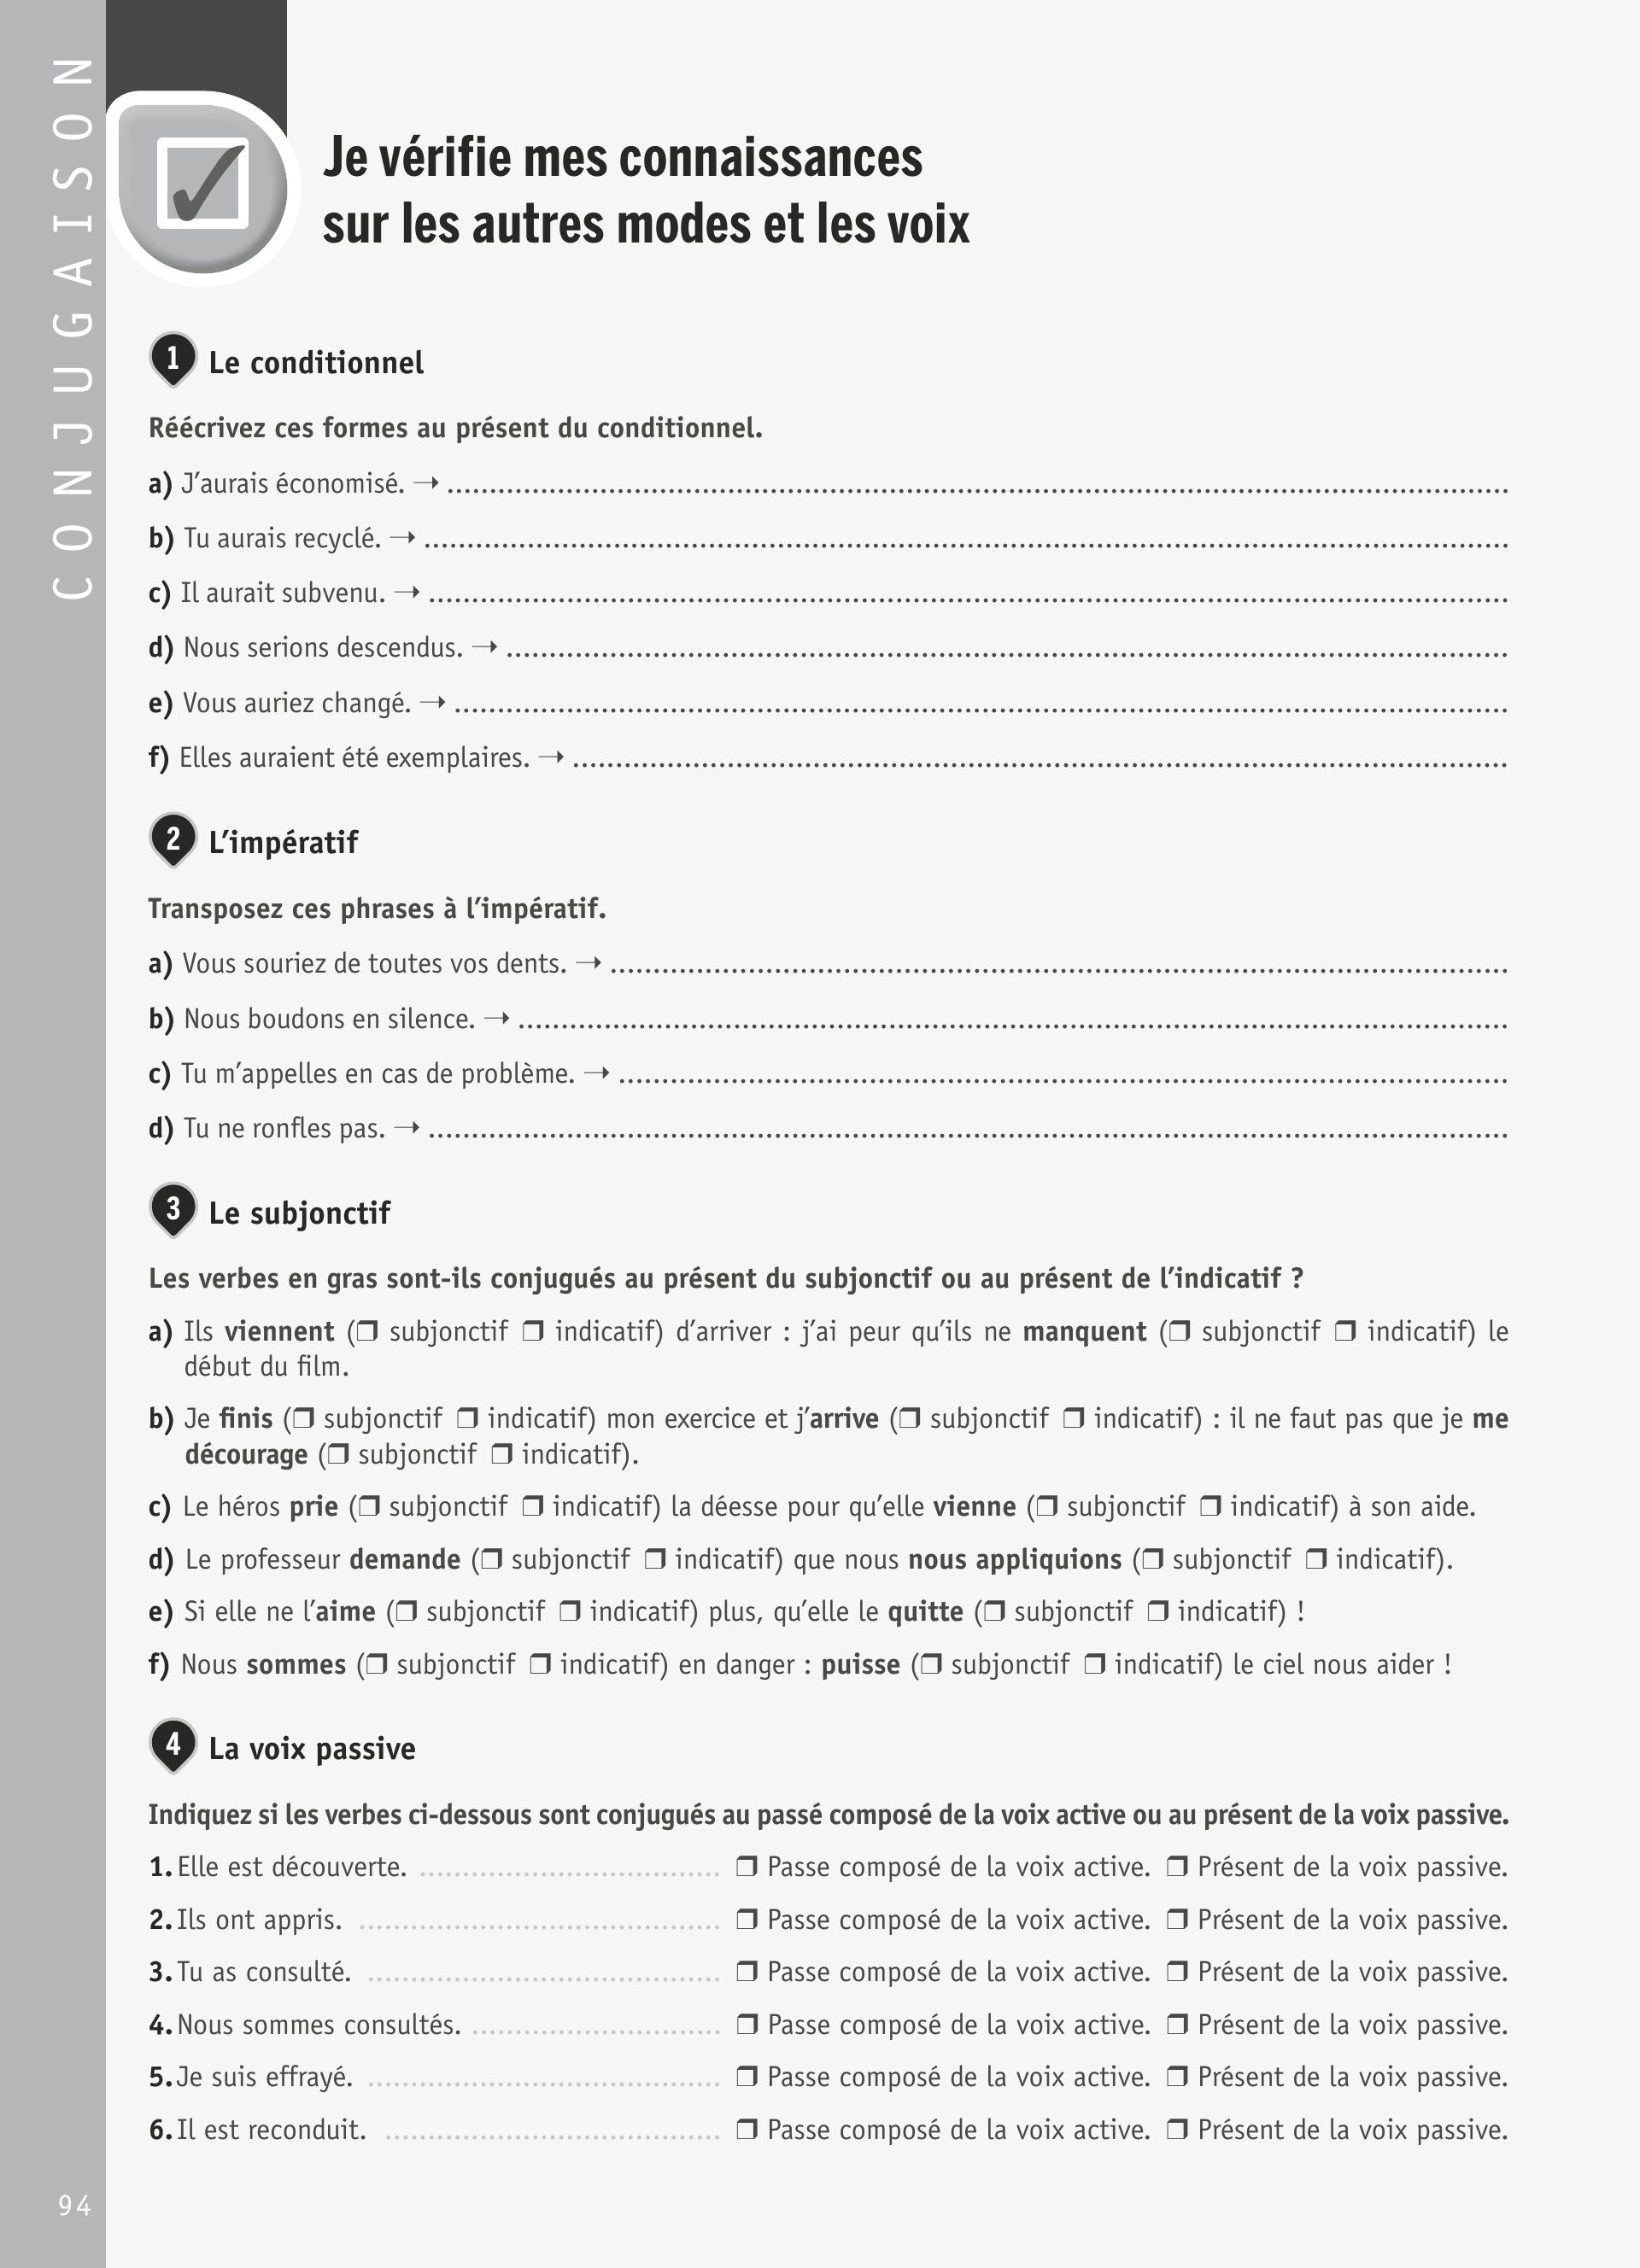 CONJUGAISON
Je vérifie mes connaissances
sur les autres modes et les voix
1 Le conditionnel
Réécrivez ces formes au présent du conditionnel.
a) J’aurais économisé. → ........................................
b) Tu aurais recyclé. → ........................................
c) Il aurait subvenu. → ........................................
d) Nous serions descendus. → ........................................
e) Vous auriez changé. → ........................................
f) Elles auraient été exemplaires. → ........................................
2 L’impératif
Transposez ces phrases à l’impératif.
a) Vous souriez de toutes vos dents. → ........................................
b) Nous boudons en silence. → ........................................
c) Tu m’appelles en cas de problème. → ........................................
d) Tu ne ronfles pas. → ........................................
3 Le subjonctif
Les verbes en gras sont-ils conjugués au présent du subjonctif ou au présent de l’indicatif ?
a) Ils viennent (❒ subjonctif ❒ indicatif) d’arriver : j’ai peur qu’ils ne manquent (❒ subjonctif ❒ indicatif) le
début du film.
b) Je finis (❒ subjonctif ❒ indicatif) mon exercice et j’arrive (❒ subjonctif ❒ indicatif) : il ne faut pas que je me
décourage (❒ subjonctif ❒ indicatif).
c) Le héros prie (❒ subjonctif ❒ indicatif) la déesse pour qu’elle vienne (❒ subjonctif ❒ indicatif) à son aide.
d) Le professeur demande (❒ subjonctif ❒ indicatif) que nous nous appliquions (❒ subjonctif ❒ indicatif).
e) Si elle ne l’aime (❒ subjonctif ❒ indicatif) plus, qu’elle le quitte (❒ subjonctif ❒ indicatif) !
f) Nous sommes (❒ subjonctif ❒ indicatif) en danger : puisse (❒ subjonctif ❒ indicatif) le ciel nous aider !
4 La voix passive
Indiquez si les verbes ci-dessous sont conjugués au passé composé de la voix active ou au présent de la voix passive.
1. Elle est découverte. .................... ❒ Passe composé de la voix active. ❒ Présent de la voix passive.
2. Ils ont appris. .................... ❒ Passe composé de la voix active. ❒ Présent de la voix passive.
3. Tu as consulté. .................... ❒ Passe composé de la voix active. ❒ Présent de la voix passive.
4. Nous sommes consultés. .................... ❒ Passe composé de la voix active. ❒ Présent de la voix passive.
5. Je suis effrayé. .................... ❒ Passe composé de la voix active. ❒ Présent de la voix passive.
6. Il est reconduit. .................... ❒ Passe composé de la voix active. ❒ Présent de la voix passive.
94